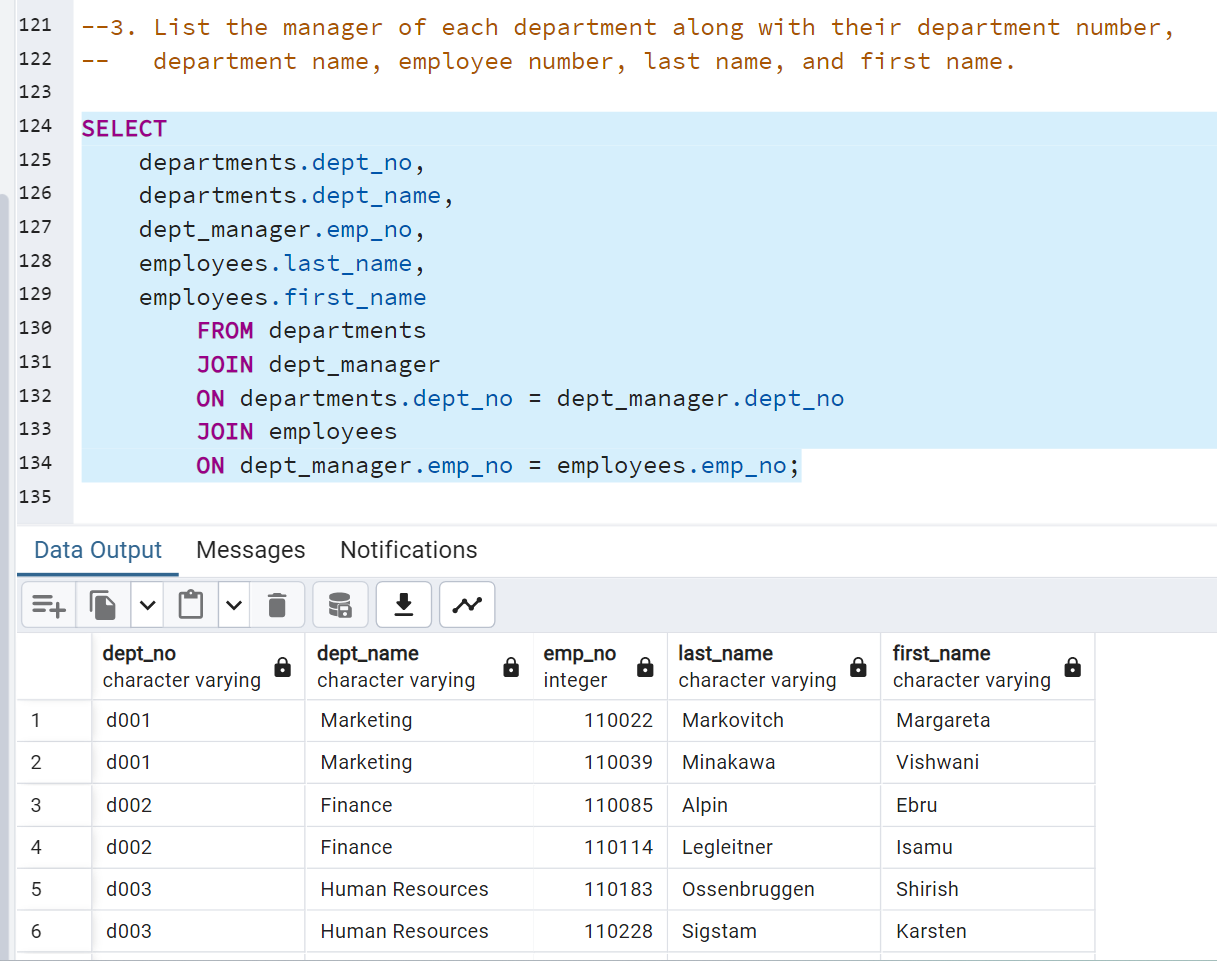 121 --3. List the manager of each department along with their department number,
122 --   department name, employee number, last name, and first name.
123
124 SELECT
125     departments.dept_no,
126     departments.dept_name,
127     dept_manager.emp_no,
128     employees.last_name,
129     employees.first_name
130         FROM departments
131         JOIN dept_manager
132         ON departments.dept_no = dept_manager.dept_no
133         JOIN employees
134         ON dept_manager.emp_no = employees.emp_no;
135
Data Output Messages Notifications
dept_no dept_name emp_no last_name first_name
character varying character varying integer character varying character varying
1 d001 Marketing 110022 Markovitch Margareta
2 d001 Marketing 110039 Minakawa Vishwani
3 d002 Finance 110085 Alpin Ebru
4 d002 Finance 110114 Legleitner Isamu
5 d003 Human Resources 110183 Ossenbruggen Shirish
6 d003 Human Resources 110228 Sigstam Karsten